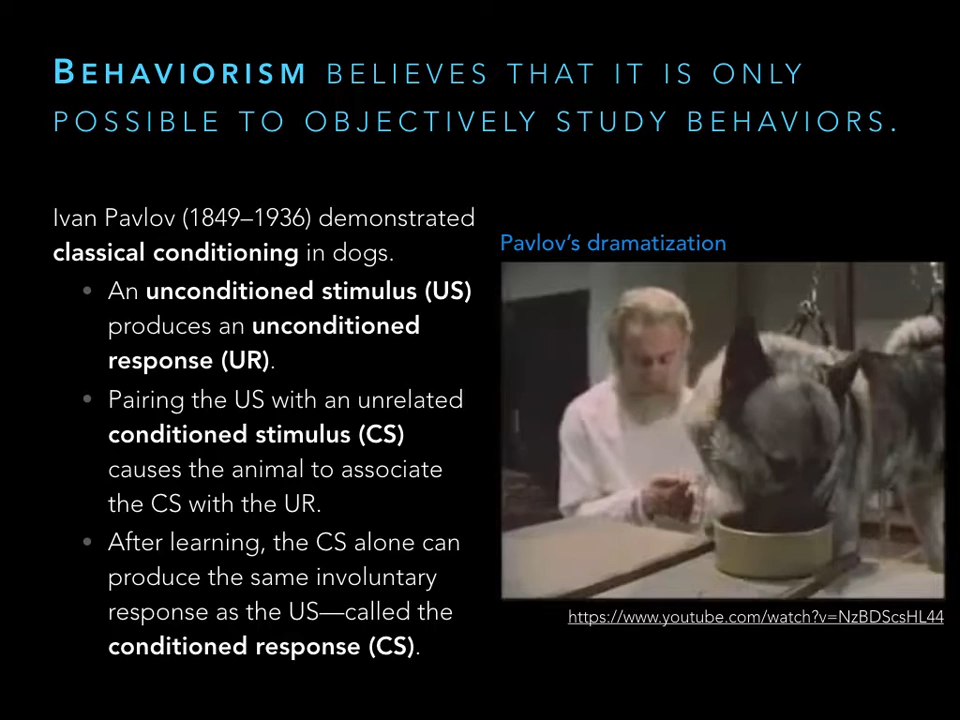 BEHAVIORISM BELIEVES THAT IT IS ONLY
POSSIBLE TO OBJECTIVELY STUDY BEHAVIORS.
Ivan Pavlov (1849–1936) demonstrated
classical conditioning in dogs.
• An unconditioned stimulus (US)
produces an unconditioned
response (UR).
• Pairing the US with an unrelated
conditioned stimulus (CS)
causes the animal to associate
the CS with the UR.
• After learning, the CS alone can
produce the same involuntary
response as the US—called the
conditioned response (CS).
Pavlov’s dramatization
https://www.youtube.com/watch?v=NzBDScsHL44